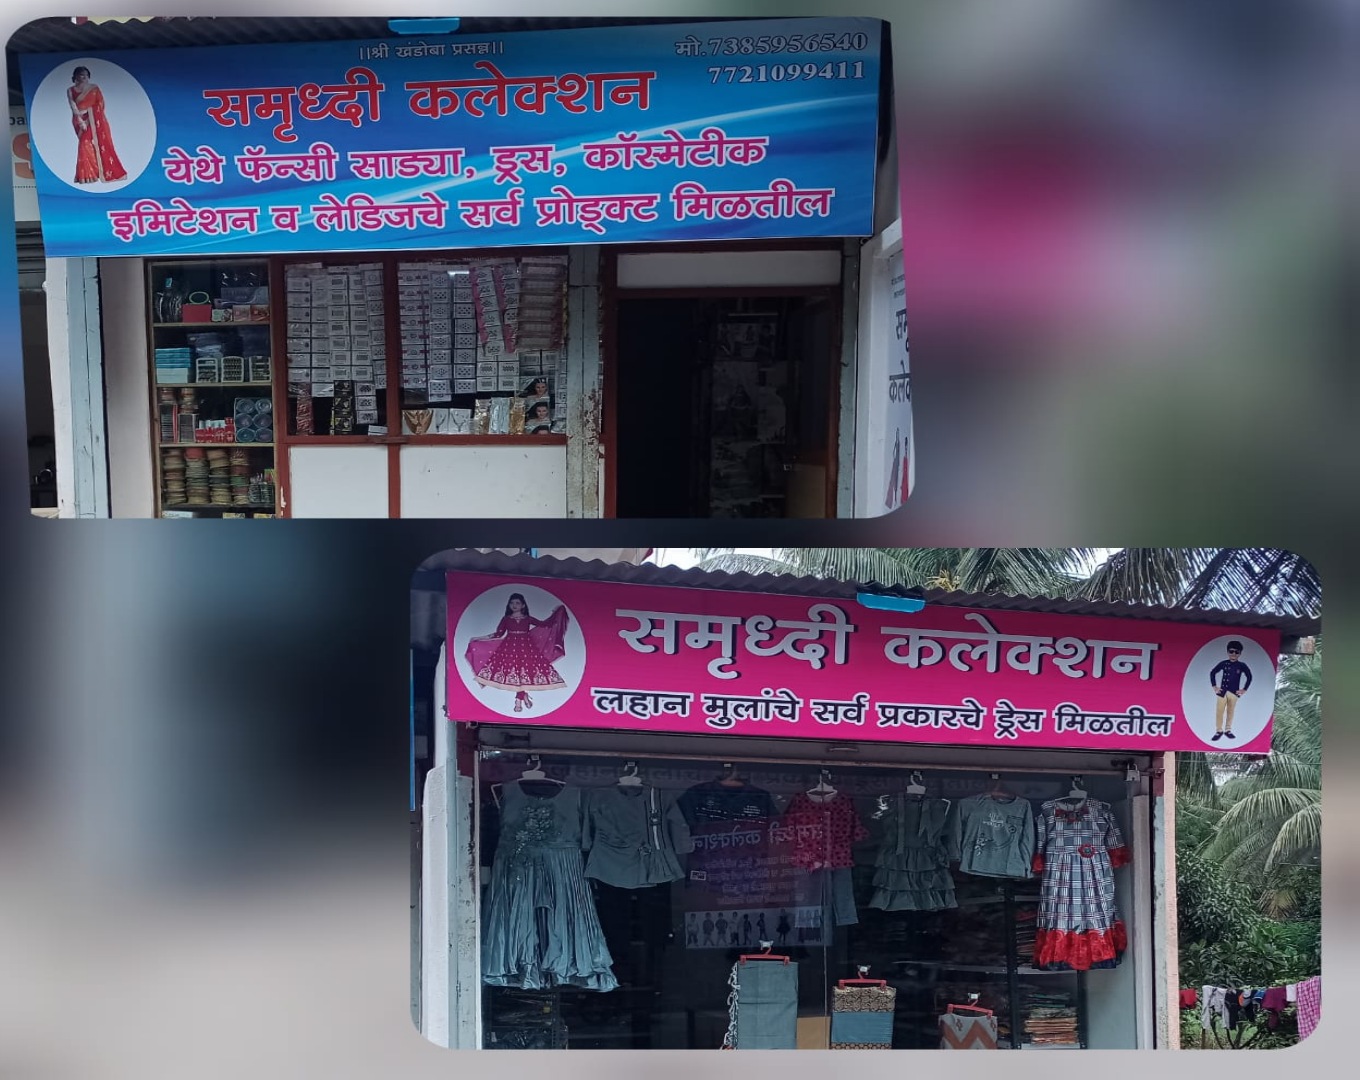 ||श्री खंडोबा प्रसन्न||
मो.7385956540
7721099411
समृध्दी कलेक्शन
येथे फॅन्सी साड्या, ड्रस, कॉस्मेटीक
इमिटेशन व लेडिजचे सर्व प्रोड्क्ट मिळतील
समृध्दी कलेक्शन
लहान मुलांचे सर्व प्रकारचे ड्रेस मिळतील